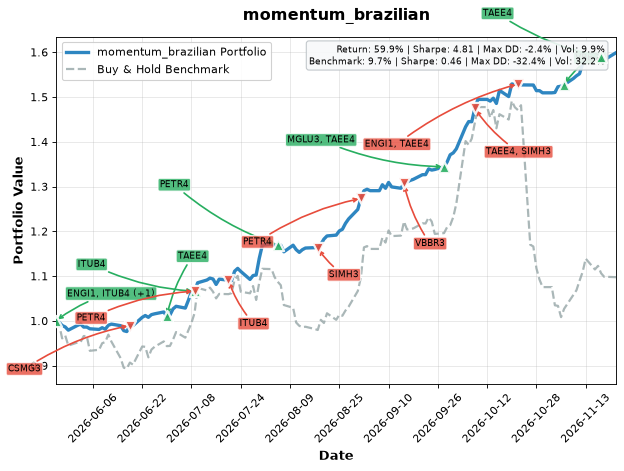 momentum_brazilian
TAEE4
momentum_brazilian Portfolio
Buy & Hold Benchmark
Return: 59.9% | Sharpe: 4.81 | Max DD: -2.4% | Vol: 9.9%
Benchmark: 9.7% | Sharpe: 0.46 | Max DD: -32.4% | Vol: 32.2
MGLU3, TAEE4
ENGI1, TAEE4
TAEE4, SIMH3
PETR4
PETR4
VBBR3
ITUB4
TAEE4
SIMH3
ENGI1, ITUB4 (+1)
PETR4
ITUB4
CSMG3
1.6
1.5
1.4
1.3
1.2
1.1
1.0
9
Portfolio Value
2026-06-06
2026-06-22
2026-07-08
2026-07-24
2026-08-09
2026-08-25
2026-09-10
2026-09-26
2026-10-12
2026-10-28
2026-11-13
Date